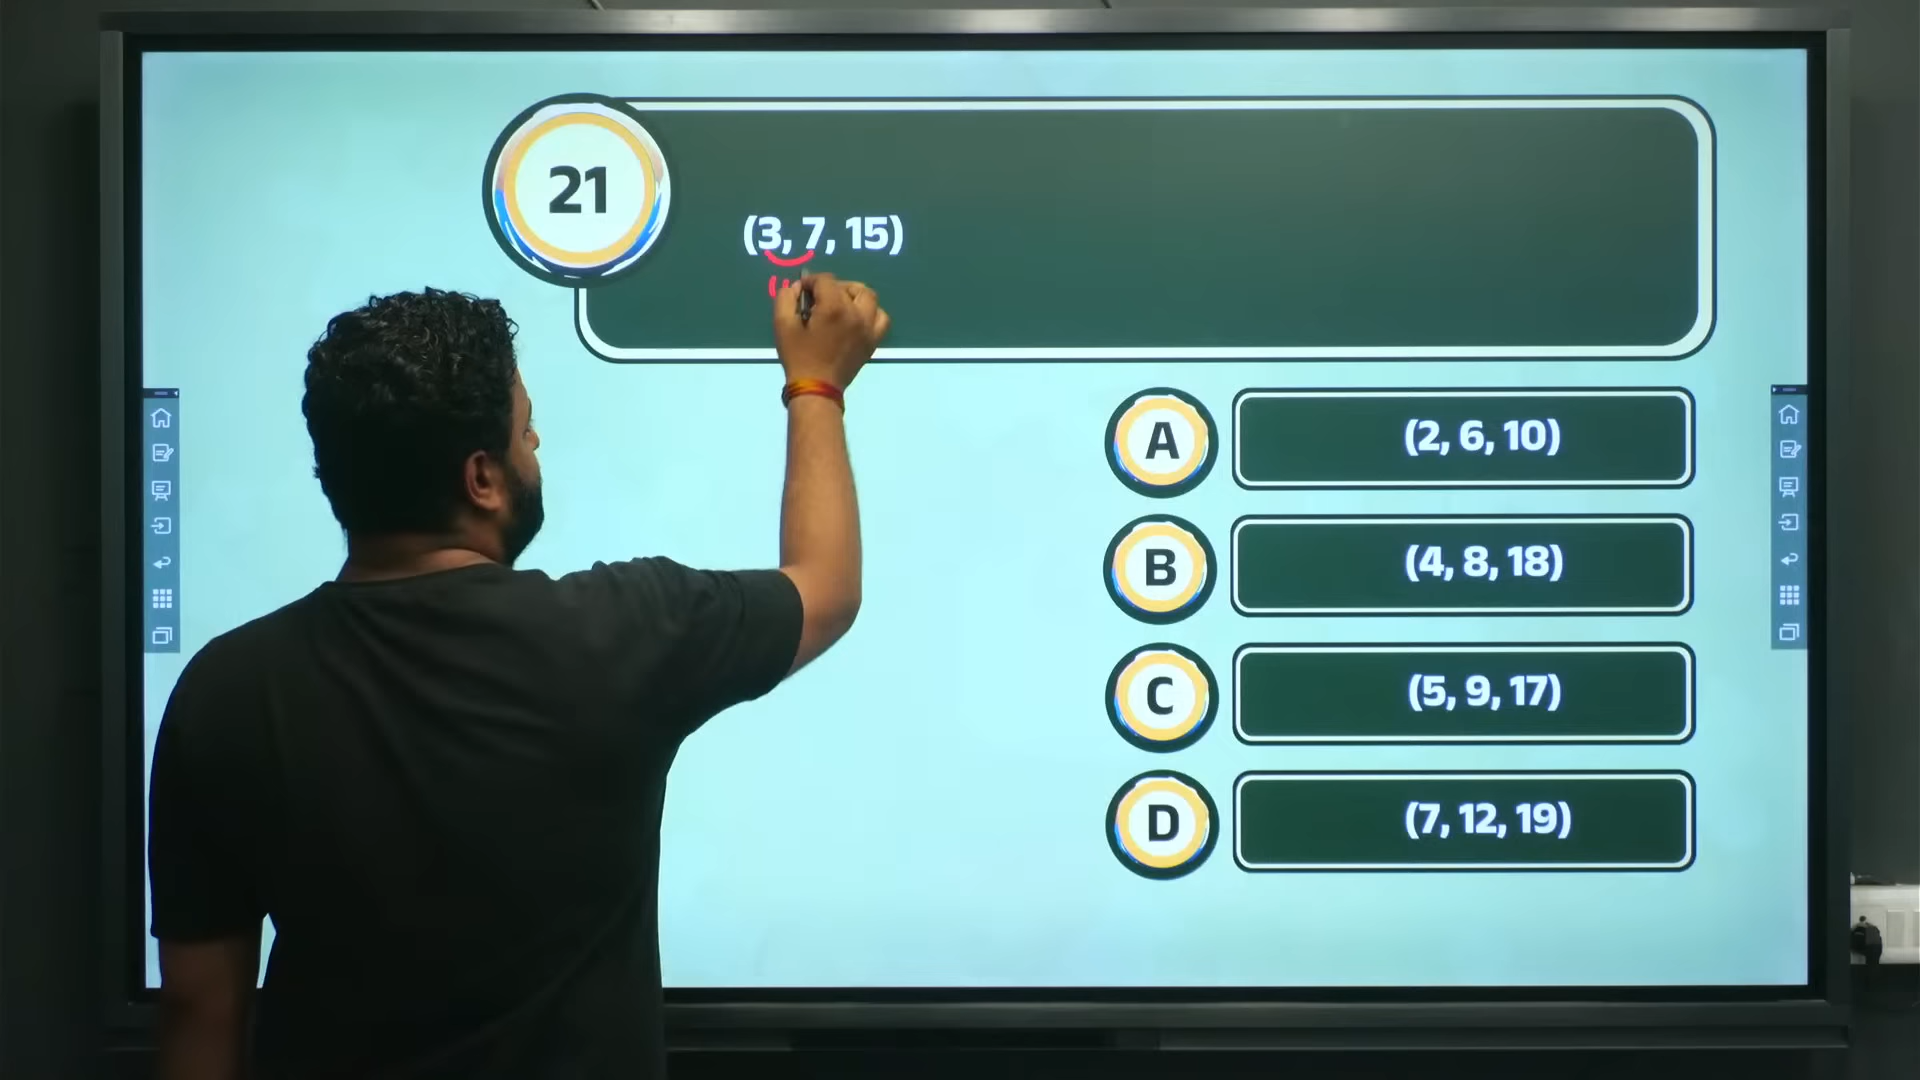 21
(3, 7, 15)
A (2, 6, 10)
B (4, 8, 18)
C (5, 9, 17)
D (7, 12, 19)